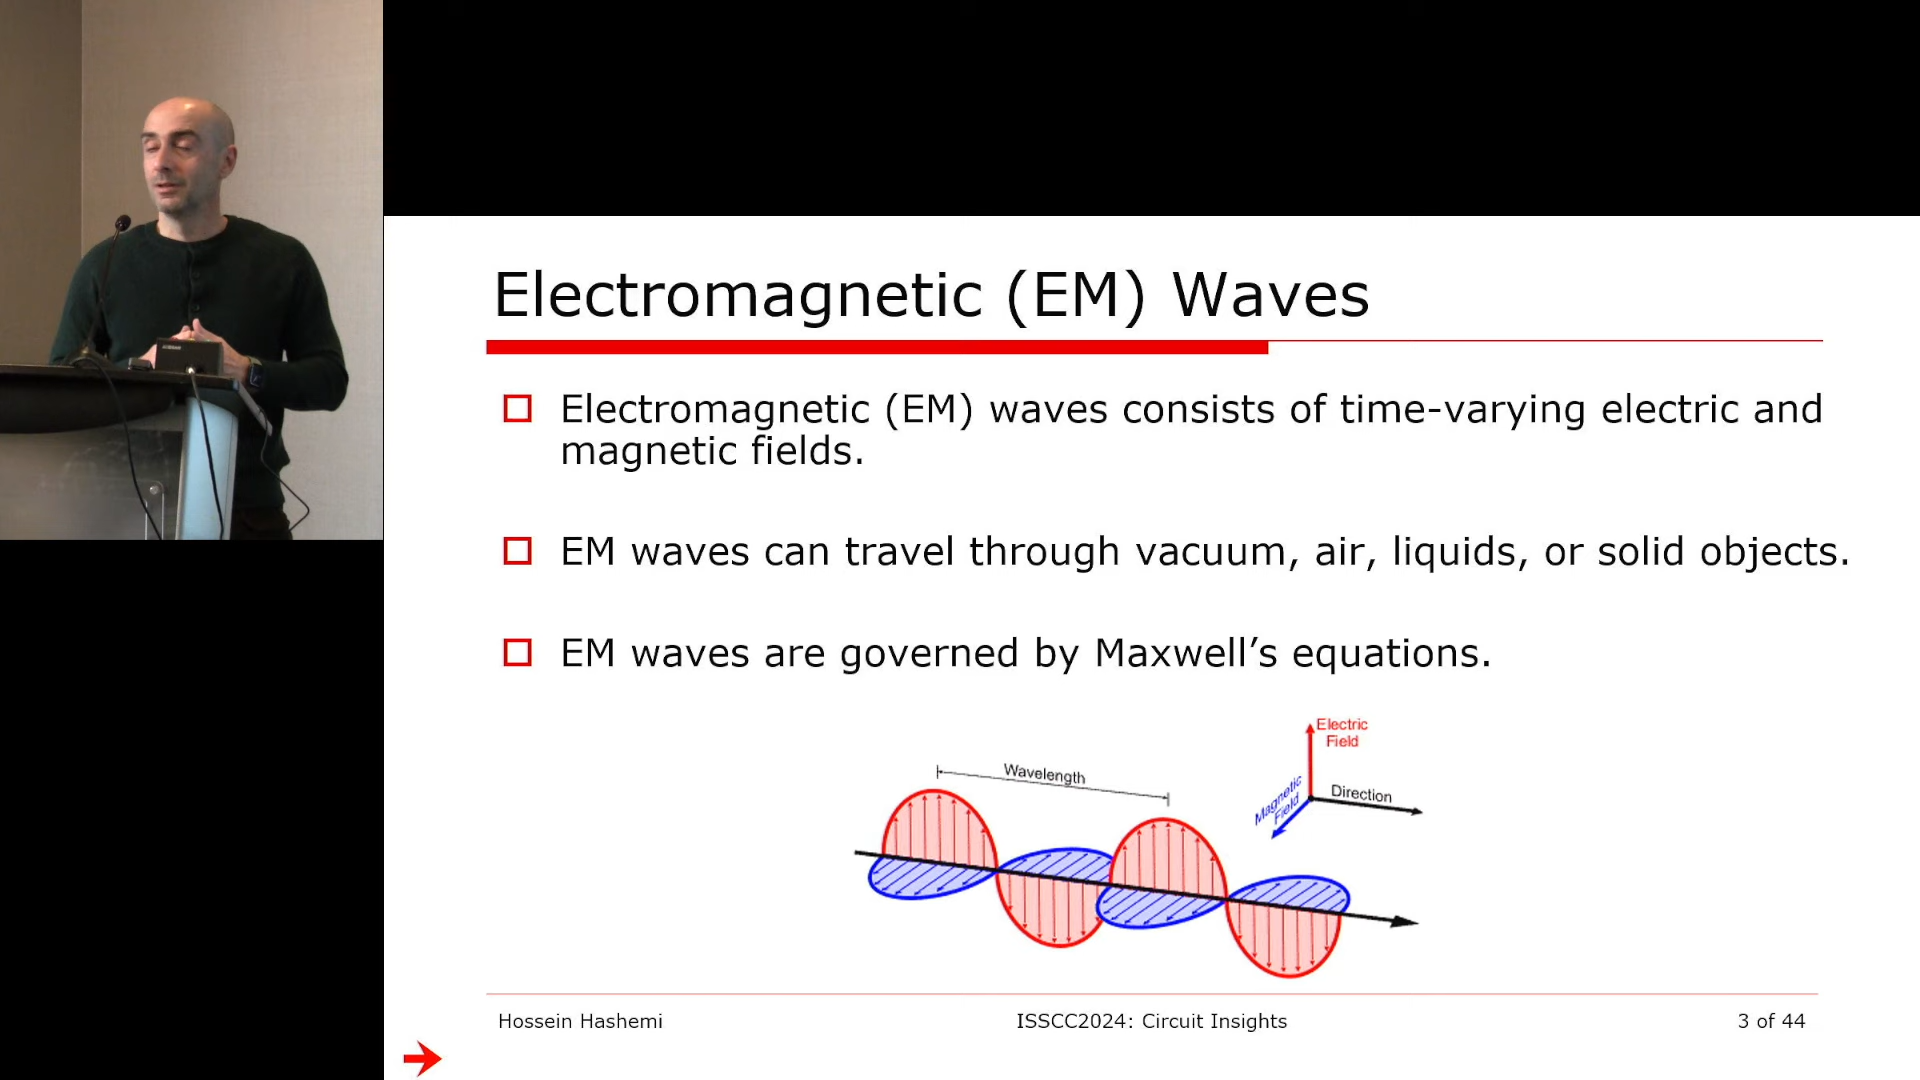 Electromagnetic (EM) Waves
Electromagnetic (EM) waves consists of time-varying electric and
magnetic fields.
EM waves can travel through vacuum, air, liquids, or solid objects.
EM waves are governed by Maxwell’s equations.
Wavelength
Electric
Field
Magnetic
Field
Direction
Hossein Hashemi
ISSCC2024: Circuit Insights
3 of 44